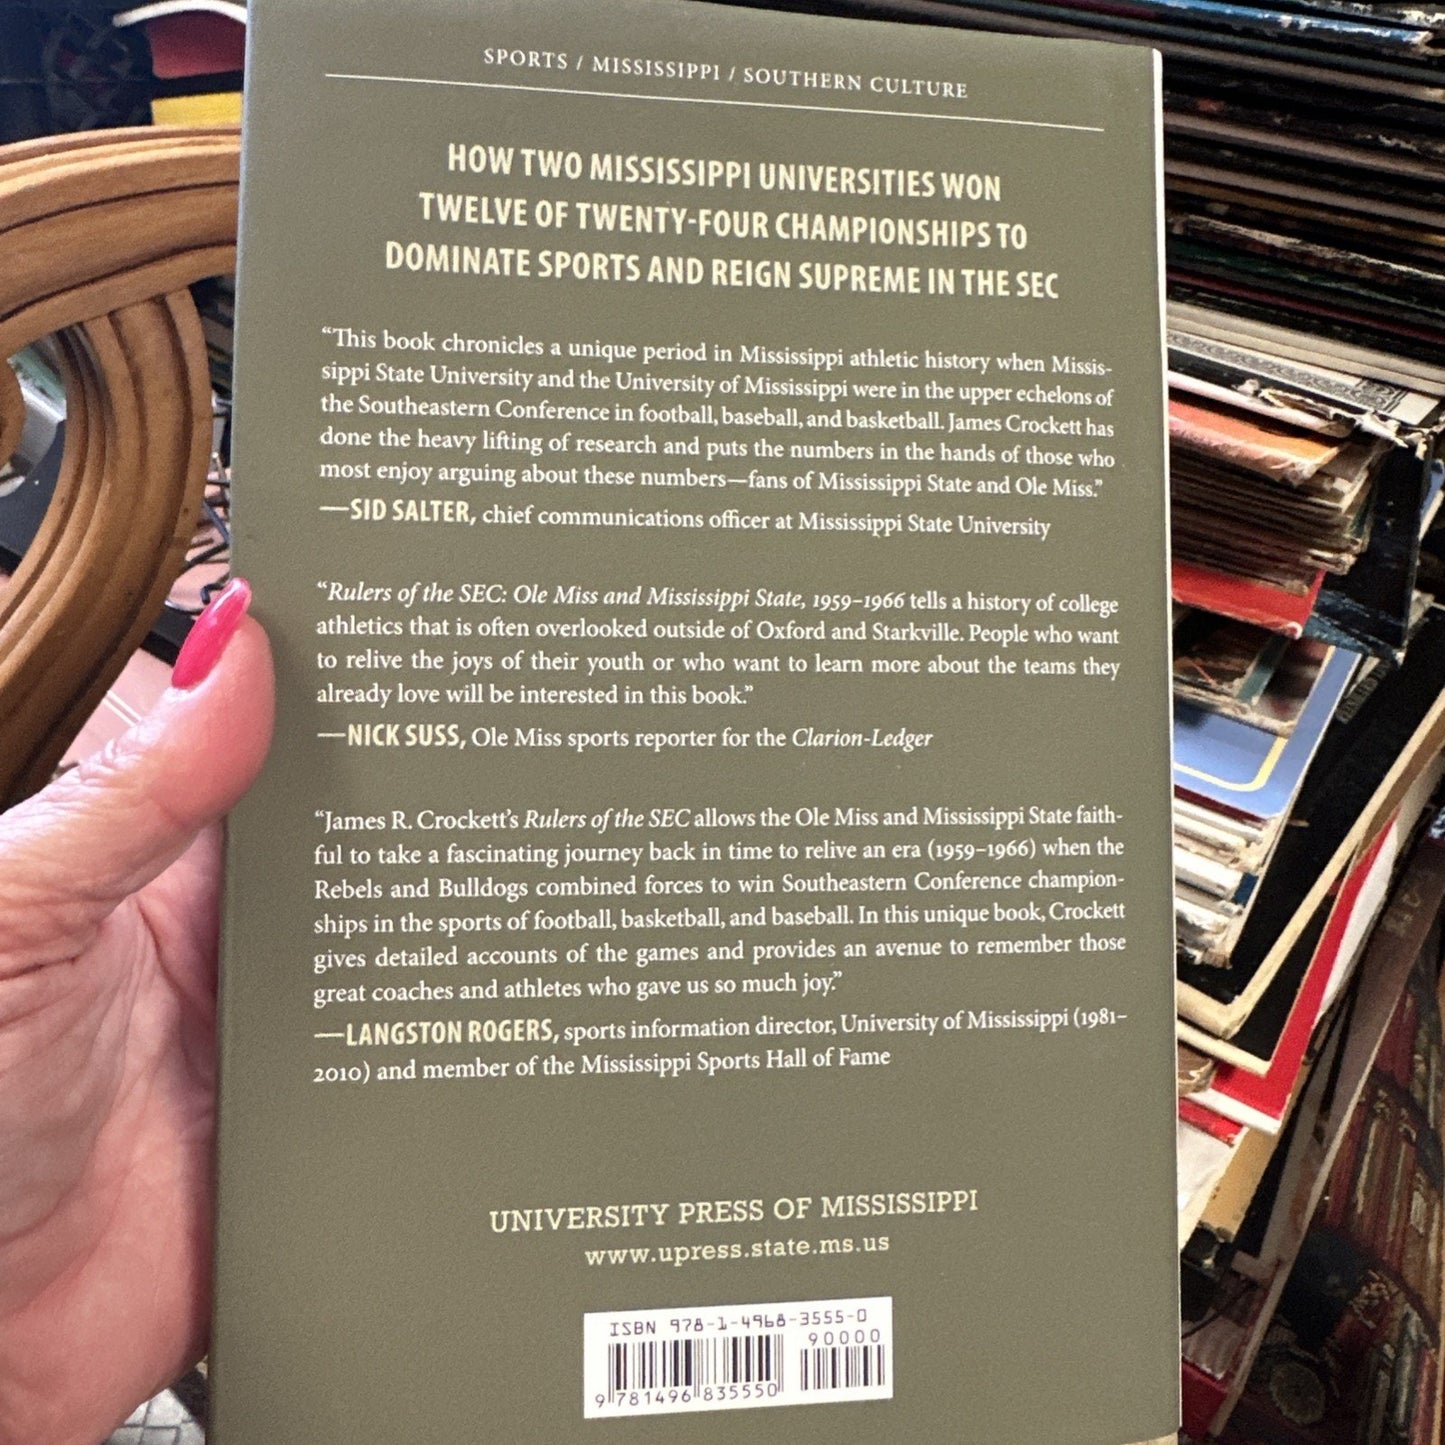 SPORTS / MISSISSIPPI / SOUTHERN CULTURE
HOW TWO MISSISSIPPI UNIVERSITIES WON
TWELVE OF TWENTY-FOUR CHAMPIONSHIPS TO
DOMINATE SPORTS AND REIGN SUPREME IN THE SEC
“This book chronicles a unique period in Mississippi athletic history when Missis-
sippi State University and the University of Mississippi were in the upper echelons of
the Southeastern Conference in football, baseball, and basketball. James Crockett has
done the heavy lifting of research and puts the numbers in the hands of those who
most enjoy arguing about these numbers—fans of Mississippi State and Ole Miss.”
—SID SALTER, chief communications officer at Mississippi State University
“Rulers of the SEC: Ole Miss and Mississippi State, 1959–1966 tells a history of college
athletics that is often overlooked outside of Oxford and Starkville. People who want
to relive the joys of their youth or who want to learn more about the teams they
already love will be interested in this book.”
—NICK SUSS, Ole Miss sports reporter for the Clarion-Ledger
“James R. Crockett’s Rulers of the SEC allows the Ole Miss and Mississippi State faith-
ful to take a fascinating journey back in time to relive an era (1959–1966) when the
Rebels and Bulldogs combined forces to win Southeastern Conference champion-
ships in the sports of football, basketball, and baseball. In this unique book, Crockett
gives detailed accounts of the games and provides an avenue to remember those
great coaches and athletes who gave us so much joy.”
—LANGSTON ROGERS, sports information director, University of Mississippi (1981–
2010) and member of the Mississippi Sports Hall of Fame
UNIVERSITY PRESS OF MISSISSIPPI
www.upress.state.ms.us
ISBN 978-1-4968-3555-0
90000
9 781496 835550